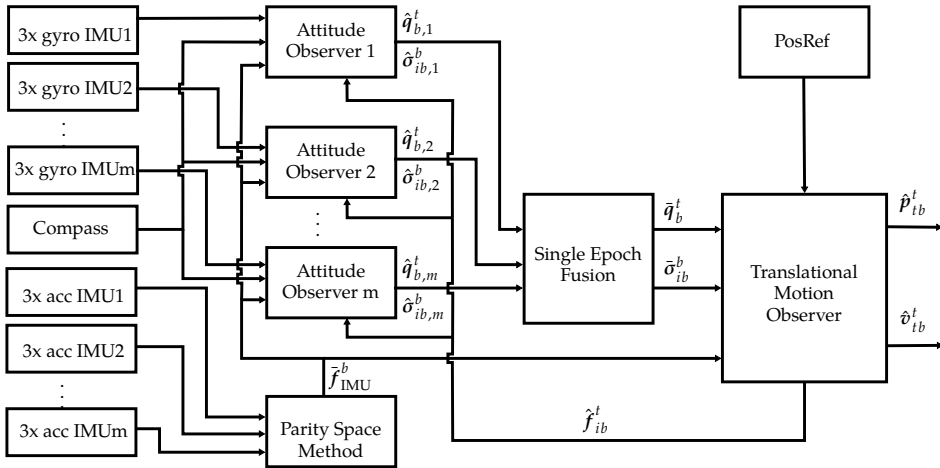 3x gyro IMU1
3x gyro IMU2
⋮
3x gyro IMUm
Compass
3x acc IMU1
3x acc IMU2
⋮
3x acc IMUm
Attitude
Observer 1
Attitude
Observer 2
⋮
Attitude
Observer m
Parity Space
Method
q̂ᵗ_{b,1}
σ̂ᵇ_{ib,1}
q̂ᵗ_{b,2}
σ̂ᵇ_{ib,2}
q̂ᵗ_{b,m}
σ̂ᵇ_{ib,m}
f̄ᵇ_{IMU}
Single Epoch
Fusion
q̄ᵗ_b
σ̄ᵇ_{ib}
f̂ᵗ_{ib}
PosRef
Translational
Motion
Observer
p̂ᵗ_{tb}
v̂ᵗ_{tb}